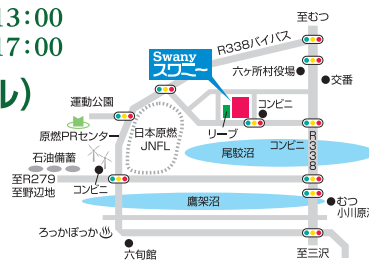 13:00
17:00
ル)
至むつ
R338バイパス
Swany
スワニー
六ヶ所村役場
交番
運動公園
コンビニ
原燃PRセンター
日本原燃
JNFL
リーブ
コンビニ
R338
尾駮沼
石油備蓄
至R279
至野辺地
コンビニ
鷹架沼
むつ
小川原
ろっかぽっか
六旬館
至三沢